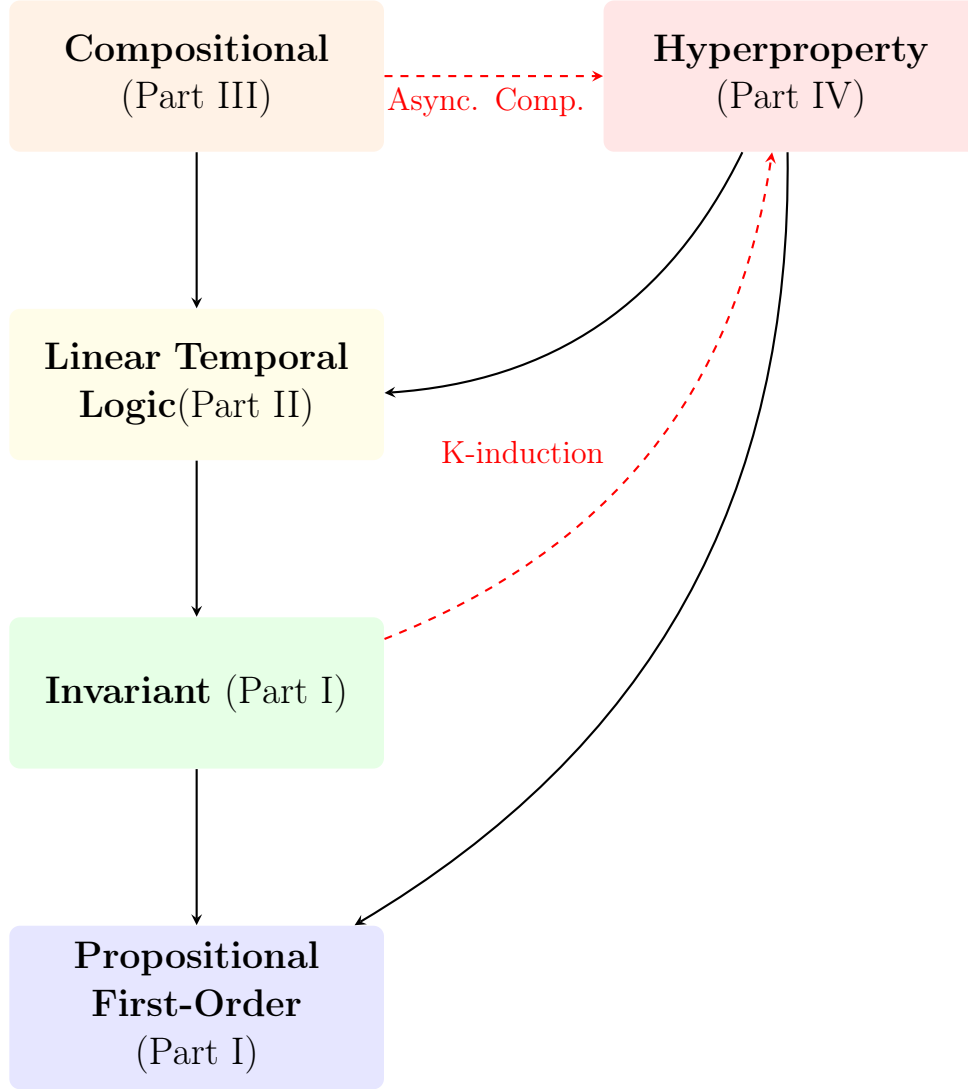 Compositional
(Part III)
Hyperproperty
(Part IV)
Async. Comp.
Linear Temporal
Logic(Part II)
K-induction
Invariant (Part I)
Propositional
First-Order
(Part I)